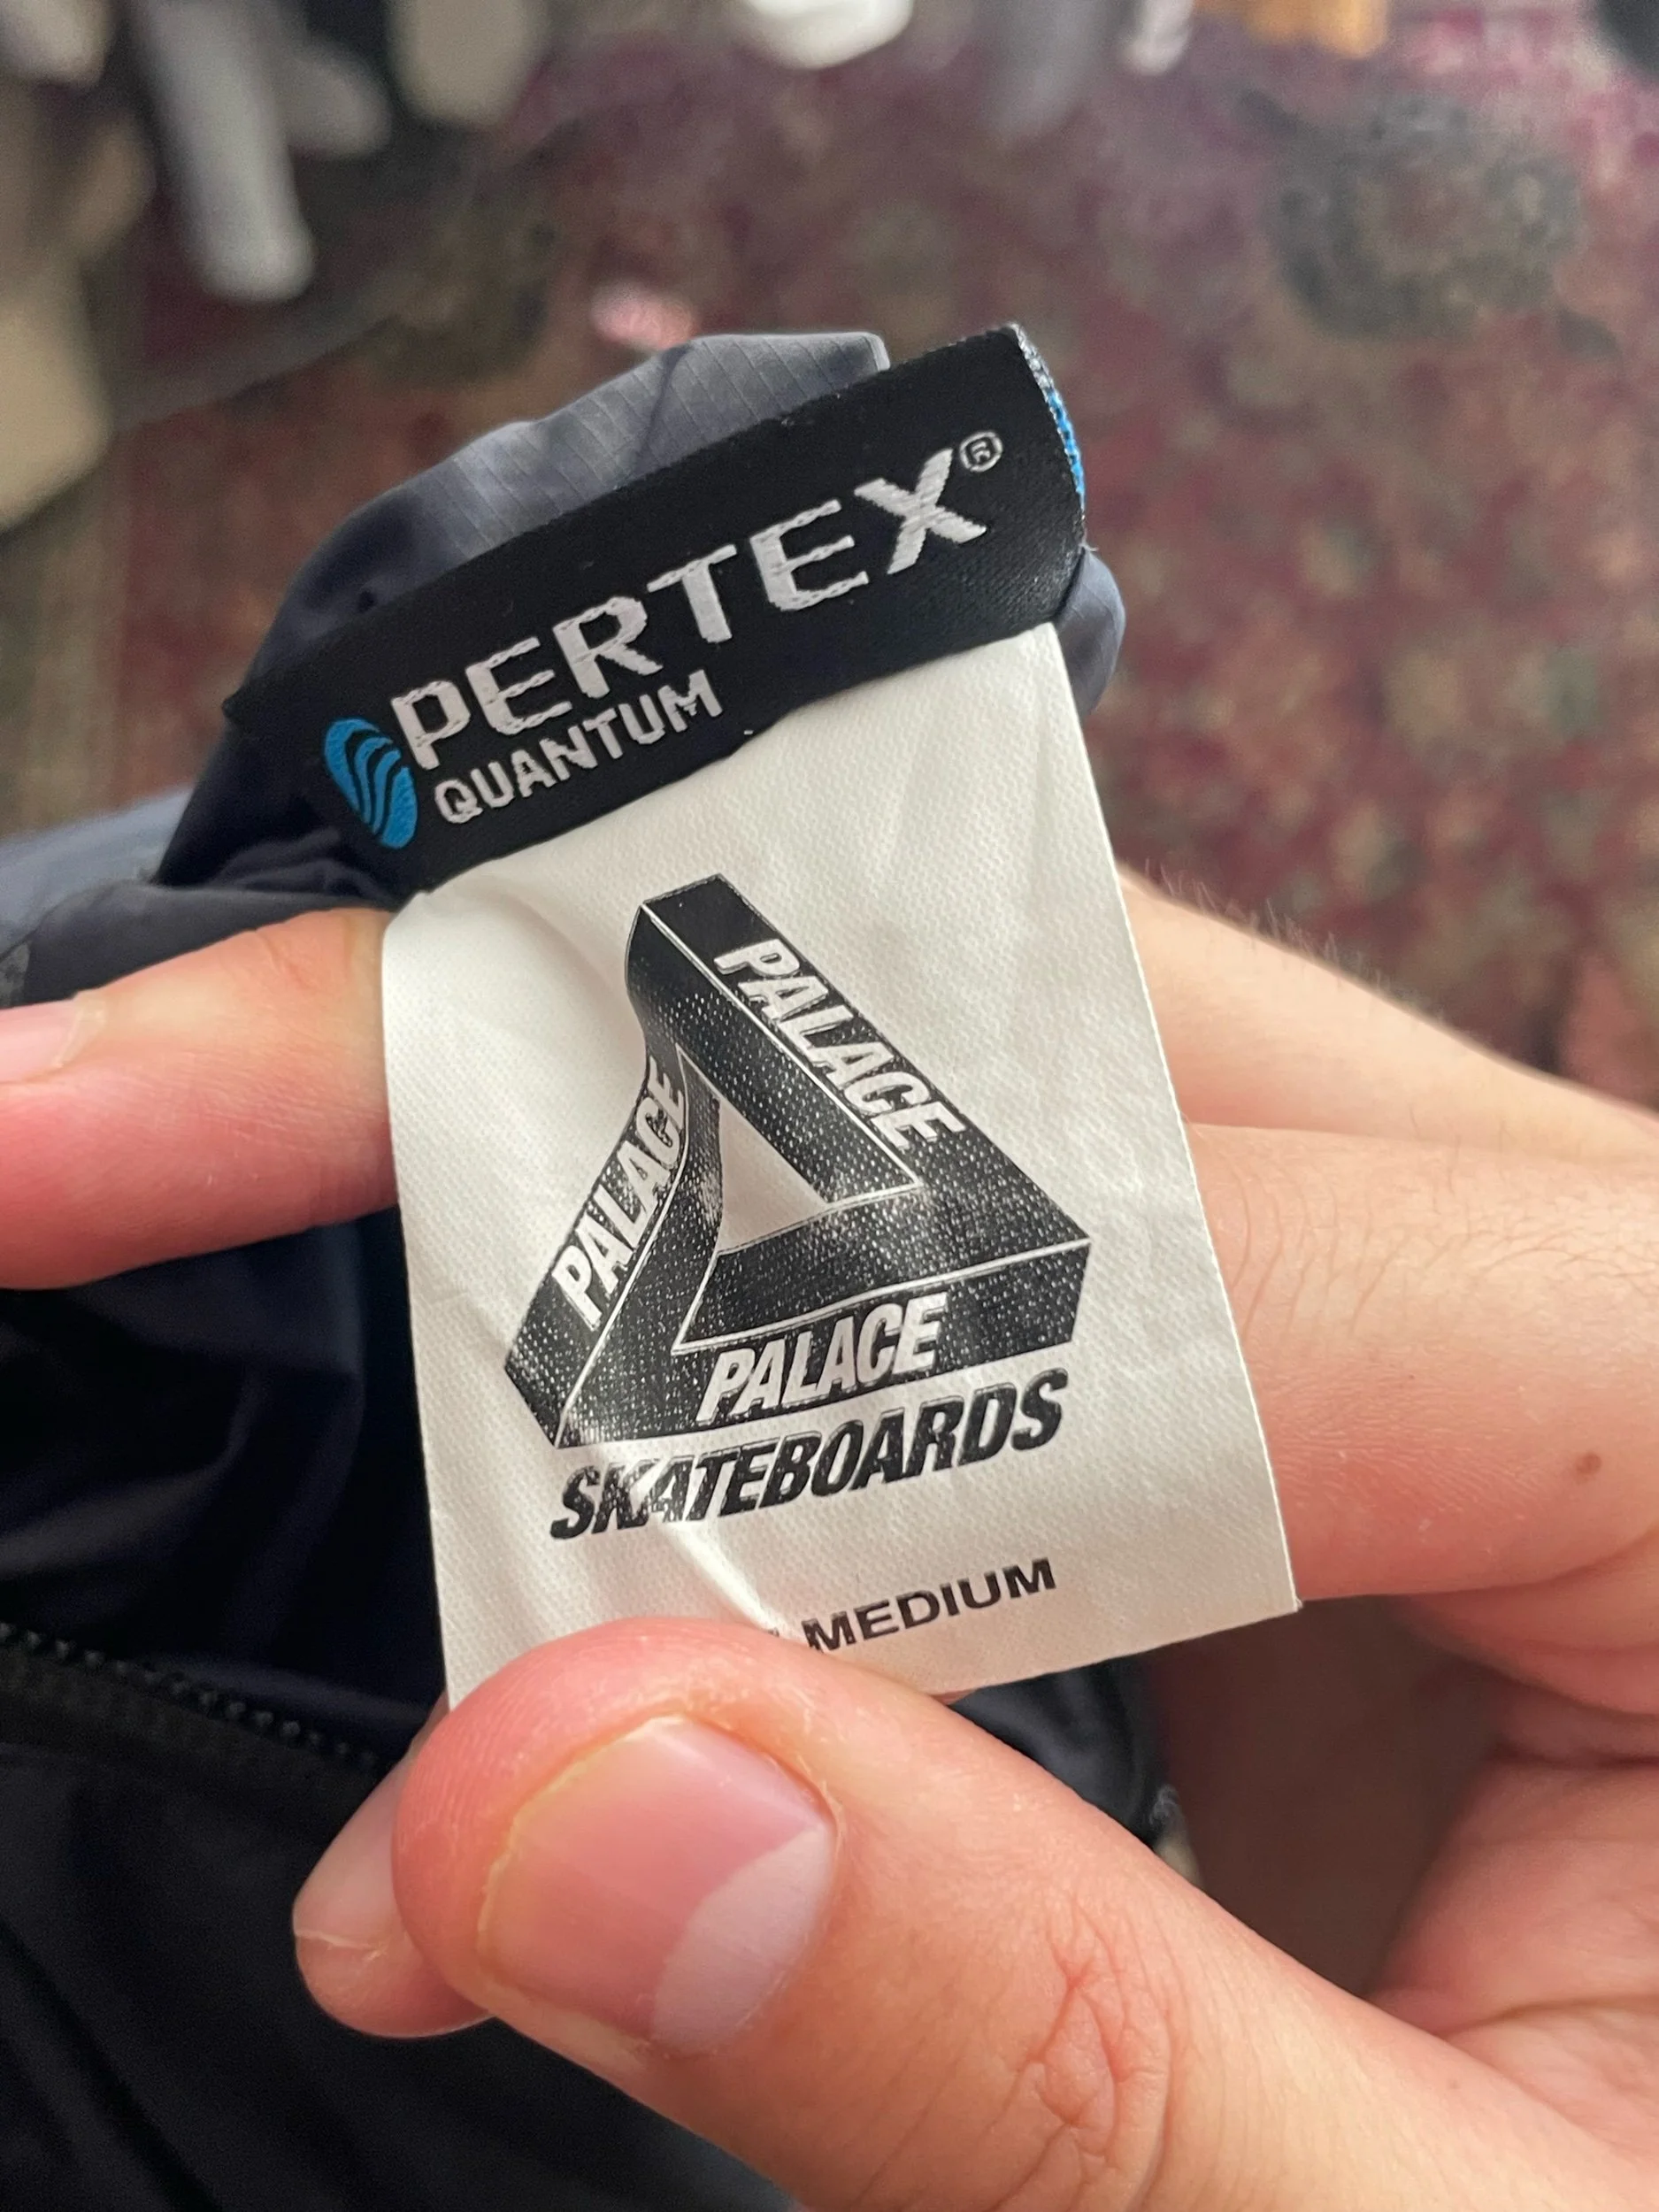 PERTEX®
QUANTUM
PALACE
PALACE
PALACE
SKATEBOARDS
MEDIUM